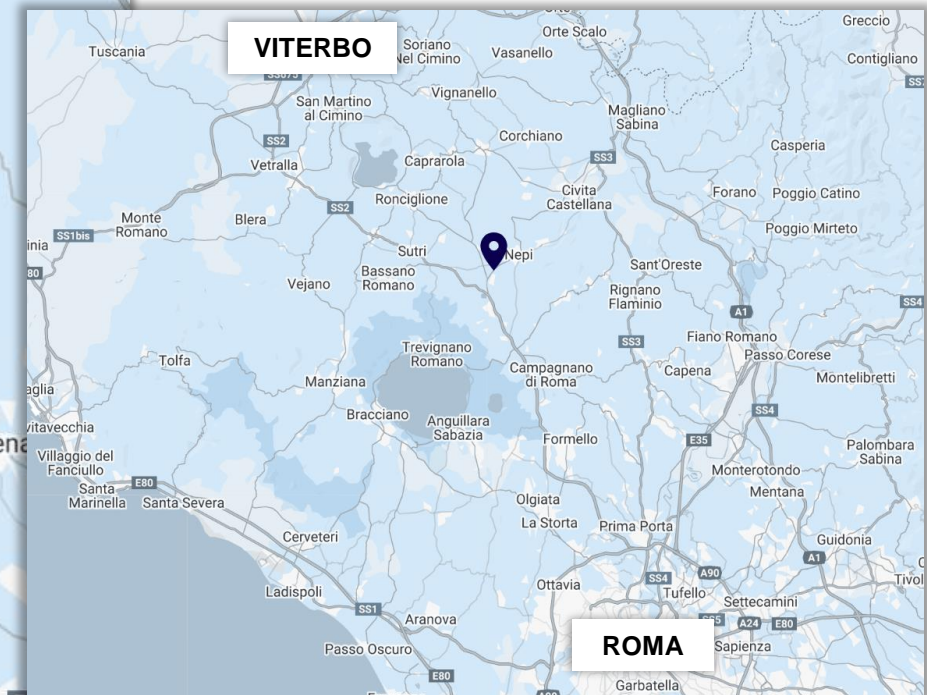 Greccio
Orte Scalo
VITERBO
Soriano
Nel Cimino
Tuscania
Vasanello
Contigliano
SS675
Vignanello
San Martino
al Cimino
Magliano
Sabina
SS2
Corchiano
Casperia
SS3
Caprarola
Vetralla
Civita
Castellana
Forano
Poggio Catino
Ronciglione
SS2
Monte
Romano
Blera
Poggio Mirteto
SS1bis
Sutri
Nepi
Sant'Oreste
Bassano
Romano
Vejano
Rignano
Flaminio
SS4
A1
Fiano Romano
SS3
Trevignano
Romano
Passo Corese
Tolfa
Campagnano
di Roma
Capena
Montelibretti
Manziana
SS4
Bracciano
Anguillara
Sabazia
Formello
E35
Palombara
Sabina
Villaggio del
Fanciullo
Monterotondo
E80
Santa
Marinella
Santa Severa
Mentana
Olgiata
La Storta
Prima Porta
Cerveteri
Guidonia
A1
Ladispoli
Ottavia
SS4
A90
Tufello
Settecamini
SS1
Aranova
A24
E80
ROMA
Sapienza
Passo Oscuro
E80
Garbatella